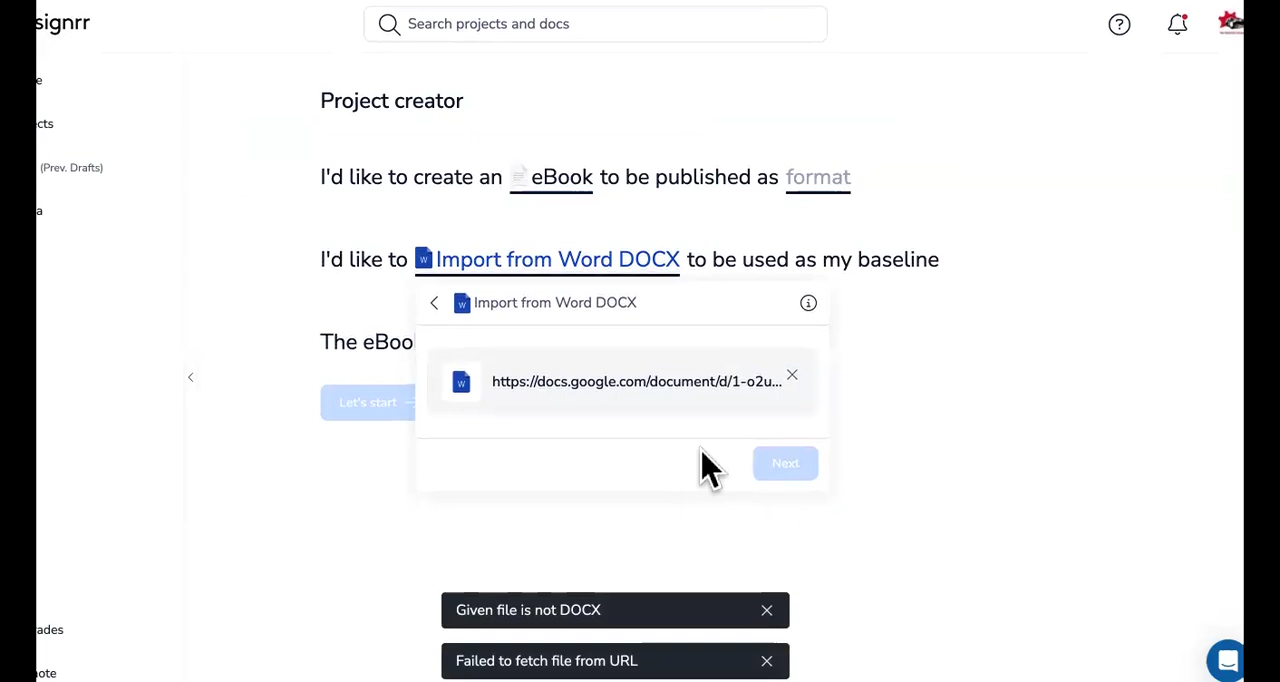 signrr
Search projects and docs
e
Project creator
ects
(Prev. Drafts)
I'd like to create an eBook to be published as format
a
I'd like to Import from Word DOCX to be used as my baseline
Import from Word DOCX
The eBoo
https://docs.google.com/document/d/1-o2u...
Let's start
Next
Given file is not DOCX
rades
Failed to fetch file from URL
note